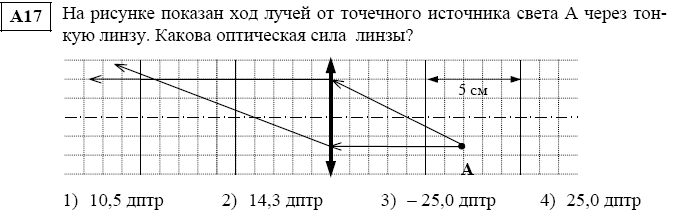 А17
На рисунке показан ход лучей от точечного источника света А через тон-
кую линзу. Какова оптическая сила линзы?
5 см
А
1) 10,5 дптр 2) 14,3 дптр 3) – 25,0 дптр 4) 25,0 дптр